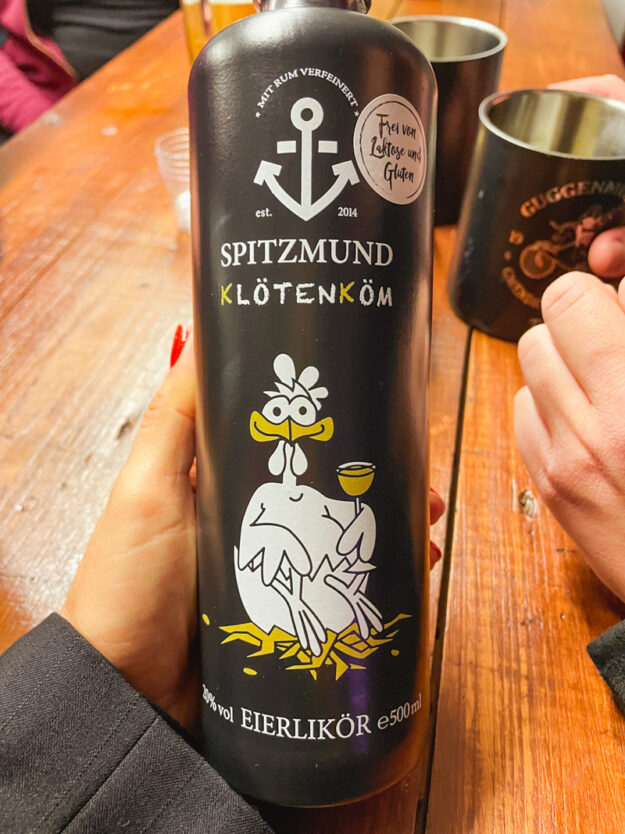 * MIT RUM VERFEINERT *
Frei von
Laktose und
Gluten
est. 2014
SPITZMUND
KLÖTENKÖM
20% vol EIERLIKÖR e500ml